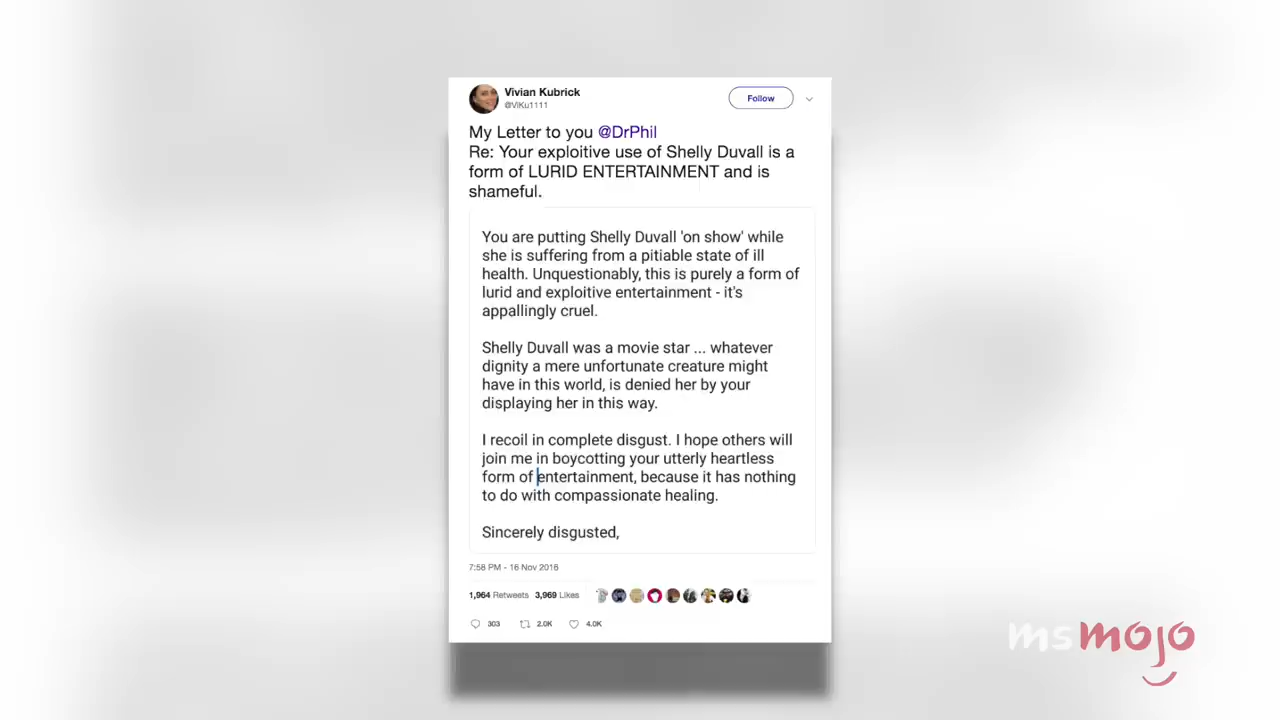 Vivian Kubrick
@ViKu1111
Follow
My Letter to you @DrPhil
Re: Your exploitive use of Shelly Duvall is a
form of LURID ENTERTAINMENT and is
shameful.
You are putting Shelly Duvall 'on show' while
she is suffering from a pitiable state of ill
health. Unquestionably, this is purely a form of
lurid and exploitive entertainment - it's
appallingly cruel.
Shelly Duvall was a movie star ... whatever
dignity a mere unfortunate creature might
have in this world, is denied her by your
displaying her in this way.
I recoil in complete disgust. I hope others will
join me in boycotting your utterly heartless
form of entertainment, because it has nothing
to do with compassionate healing.
Sincerely disgusted,
7:58 PM - 16 Nov 2016
1,964 Retweets 3,969 Likes
303 2.0K 4.0K
msmojo